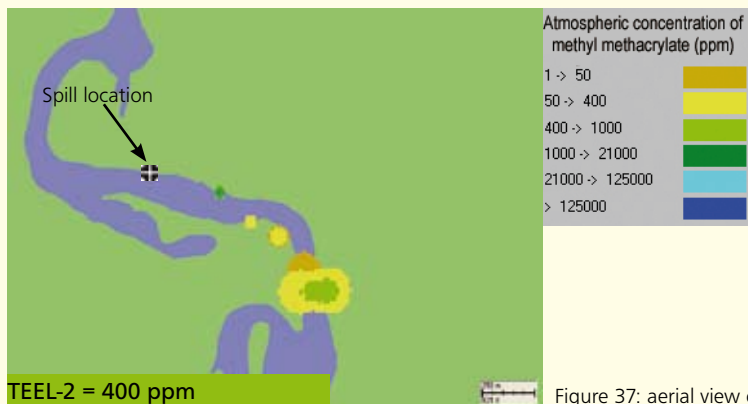 Atmospheric concentration of
methyl methacrylate (ppm)
1 -> 50
50 -> 400
400 -> 1000
1000 -> 21000
21000 -> 125000
> 125000
Spill location
TEEL-2 = 400 ppm
Figure 37: aerial view